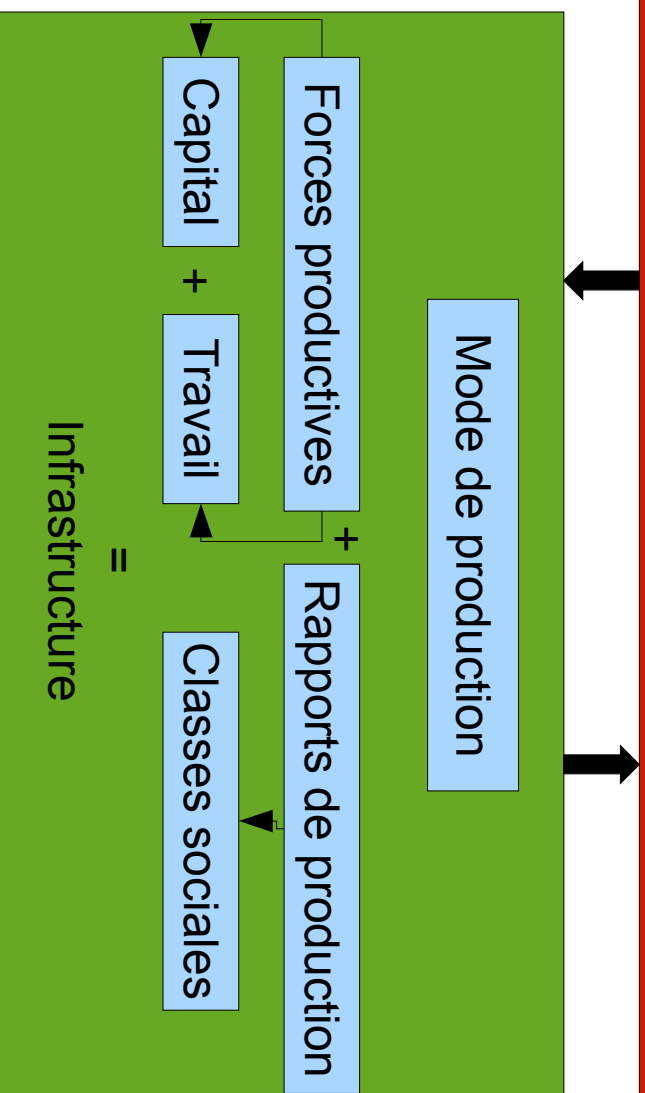 Mode de production
Forces productives + Rapports de production
Capital + Travail Classes sociales
=
Infrastructure